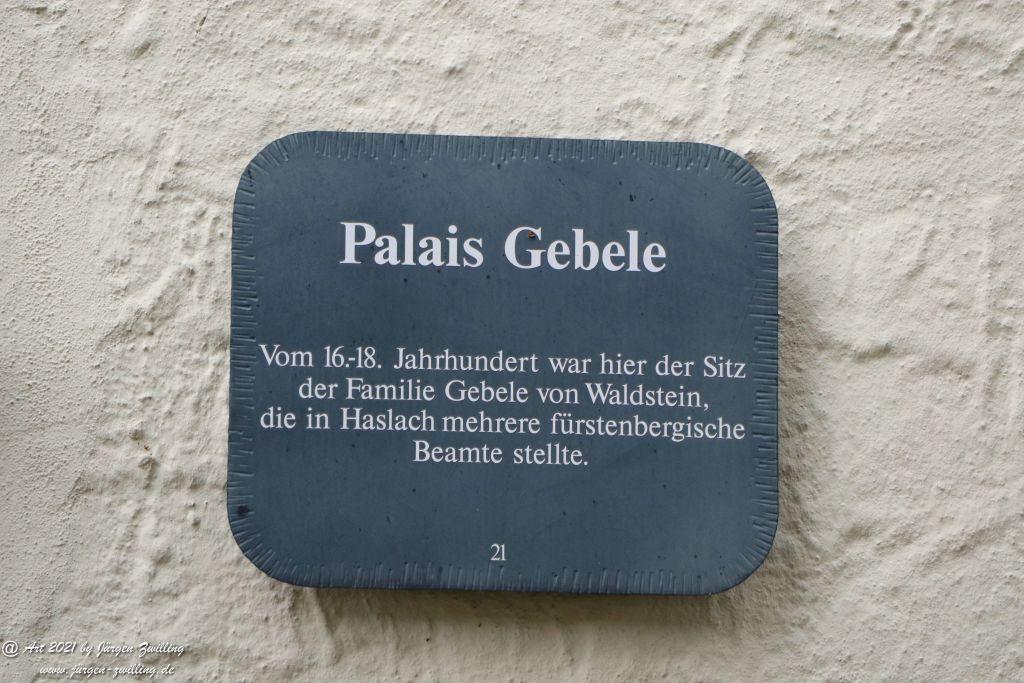 Palais Gebele
Vom 16.-18. Jahrhundert war hier der Sitz
der Familie Gebele von Waldstein,
die in Haslach mehrere fürstenbergische
Beamte stellte.
21
@ Art 2021 by Jürgen Zwilling
www.jürgen-zwilling.de